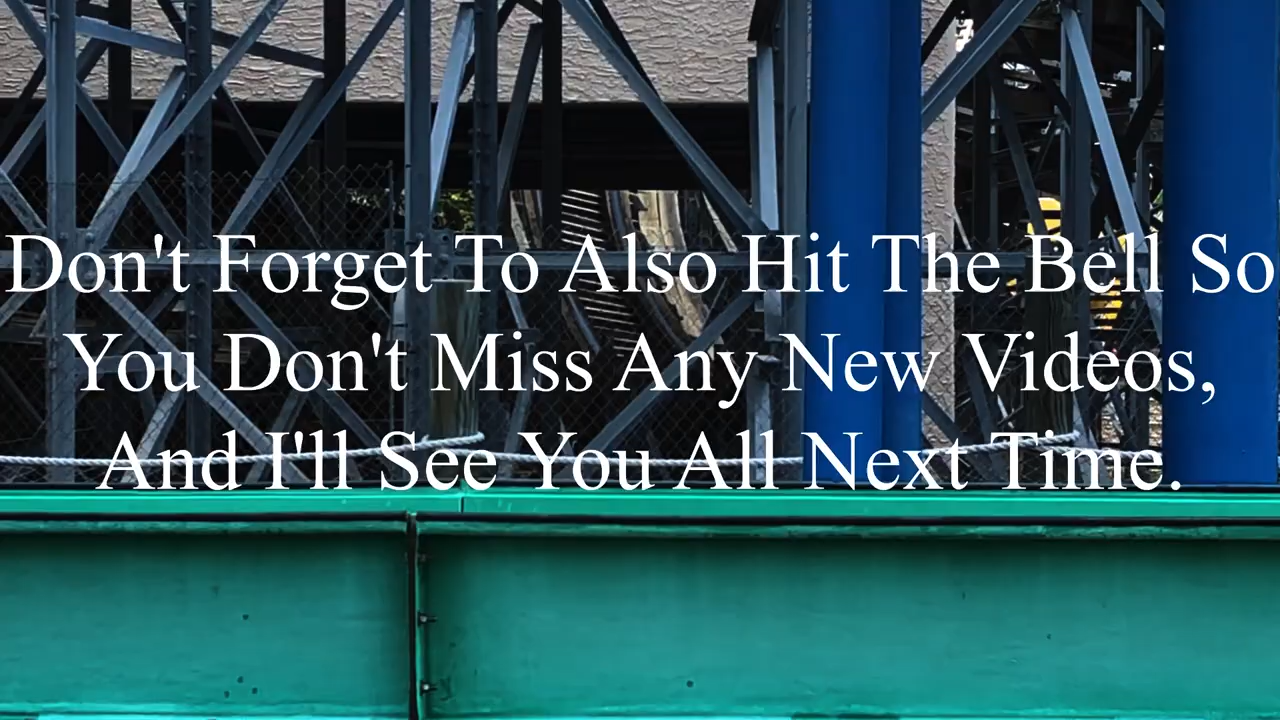 Don't Forget To Also Hit The Bell So
You Don't Miss Any New Videos,
And I'll See You All Next Time.